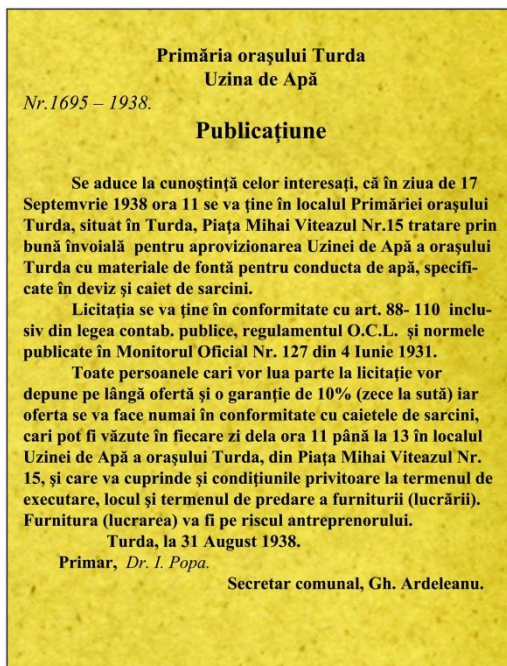 Primăria orașului Turda
Uzina de Apă
Nr.1695 – 1938.
Publicațiune
Se aduce la cunoștință celor interesați, că în ziua de 17
Septemvrie 1938 ora 11 se va ține în localul Primăriei orașului
Turda, situat în Turda, Piața Mihai Viteazul Nr.15 tratare prin
bună învoială pentru aprovizionarea Uzinei de Apă a orașului
Turda cu materiale de fontă pentru conducta de apă, specifi-
cate în deviz și caiet de sarcini.
Licitația se va ține în conformitate cu art. 88- 110 inclu-
siv din legea contab. publice, regulamentul O.C.L. și normele
publicate în Monitorul Oficial Nr. 127 din 4 Iunie 1931.
Toate persoanele cari vor lua parte la licitație vor
depune pe lângă ofertă și o garanție de 10% (zece la sută) iar
oferta se va face numai în conformitate cu caietele de sarcini,
cari pot fi văzute în fiecare zi dela ora 11 până la 13 în localul
Uzinei de Apă a orașului Turda, din Piața Mihai Viteazul Nr.
15, și care va cuprinde și condițiunile privitoare la termenul de
executare, locul și termenul de predare a furniturii (lucrării).
Furnitura (lucrarea) va fi pe riscul antreprenorului.
Turda, la 31 August 1938.
Primar, Dr. I. Popa.
Secretar comunal, Gh. Ardeleanu.